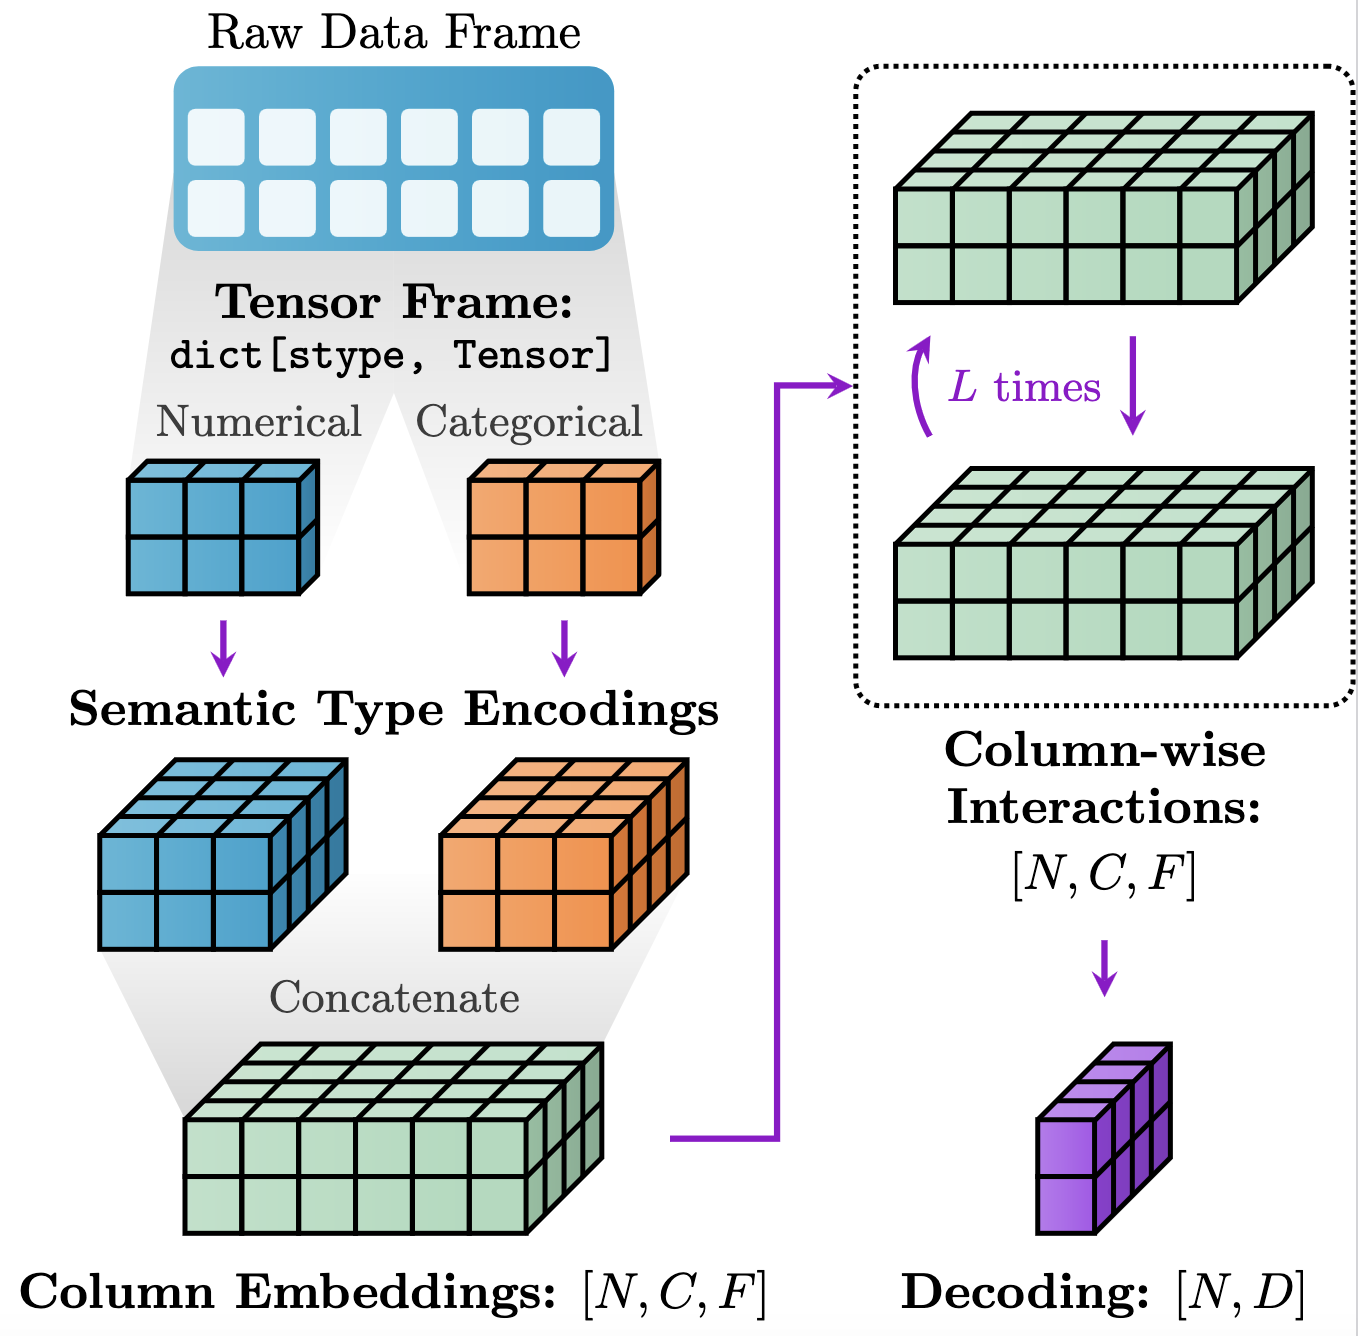 Raw Data Frame
Tensor Frame:
dict[stype, Tensor]
Numerical
Categorical
Semantic Type Encodings
Concatenate
Column Embeddings: [N, C, F]
L times
Column-wise
Interactions:
[N, C, F]
Decoding: [N, D]